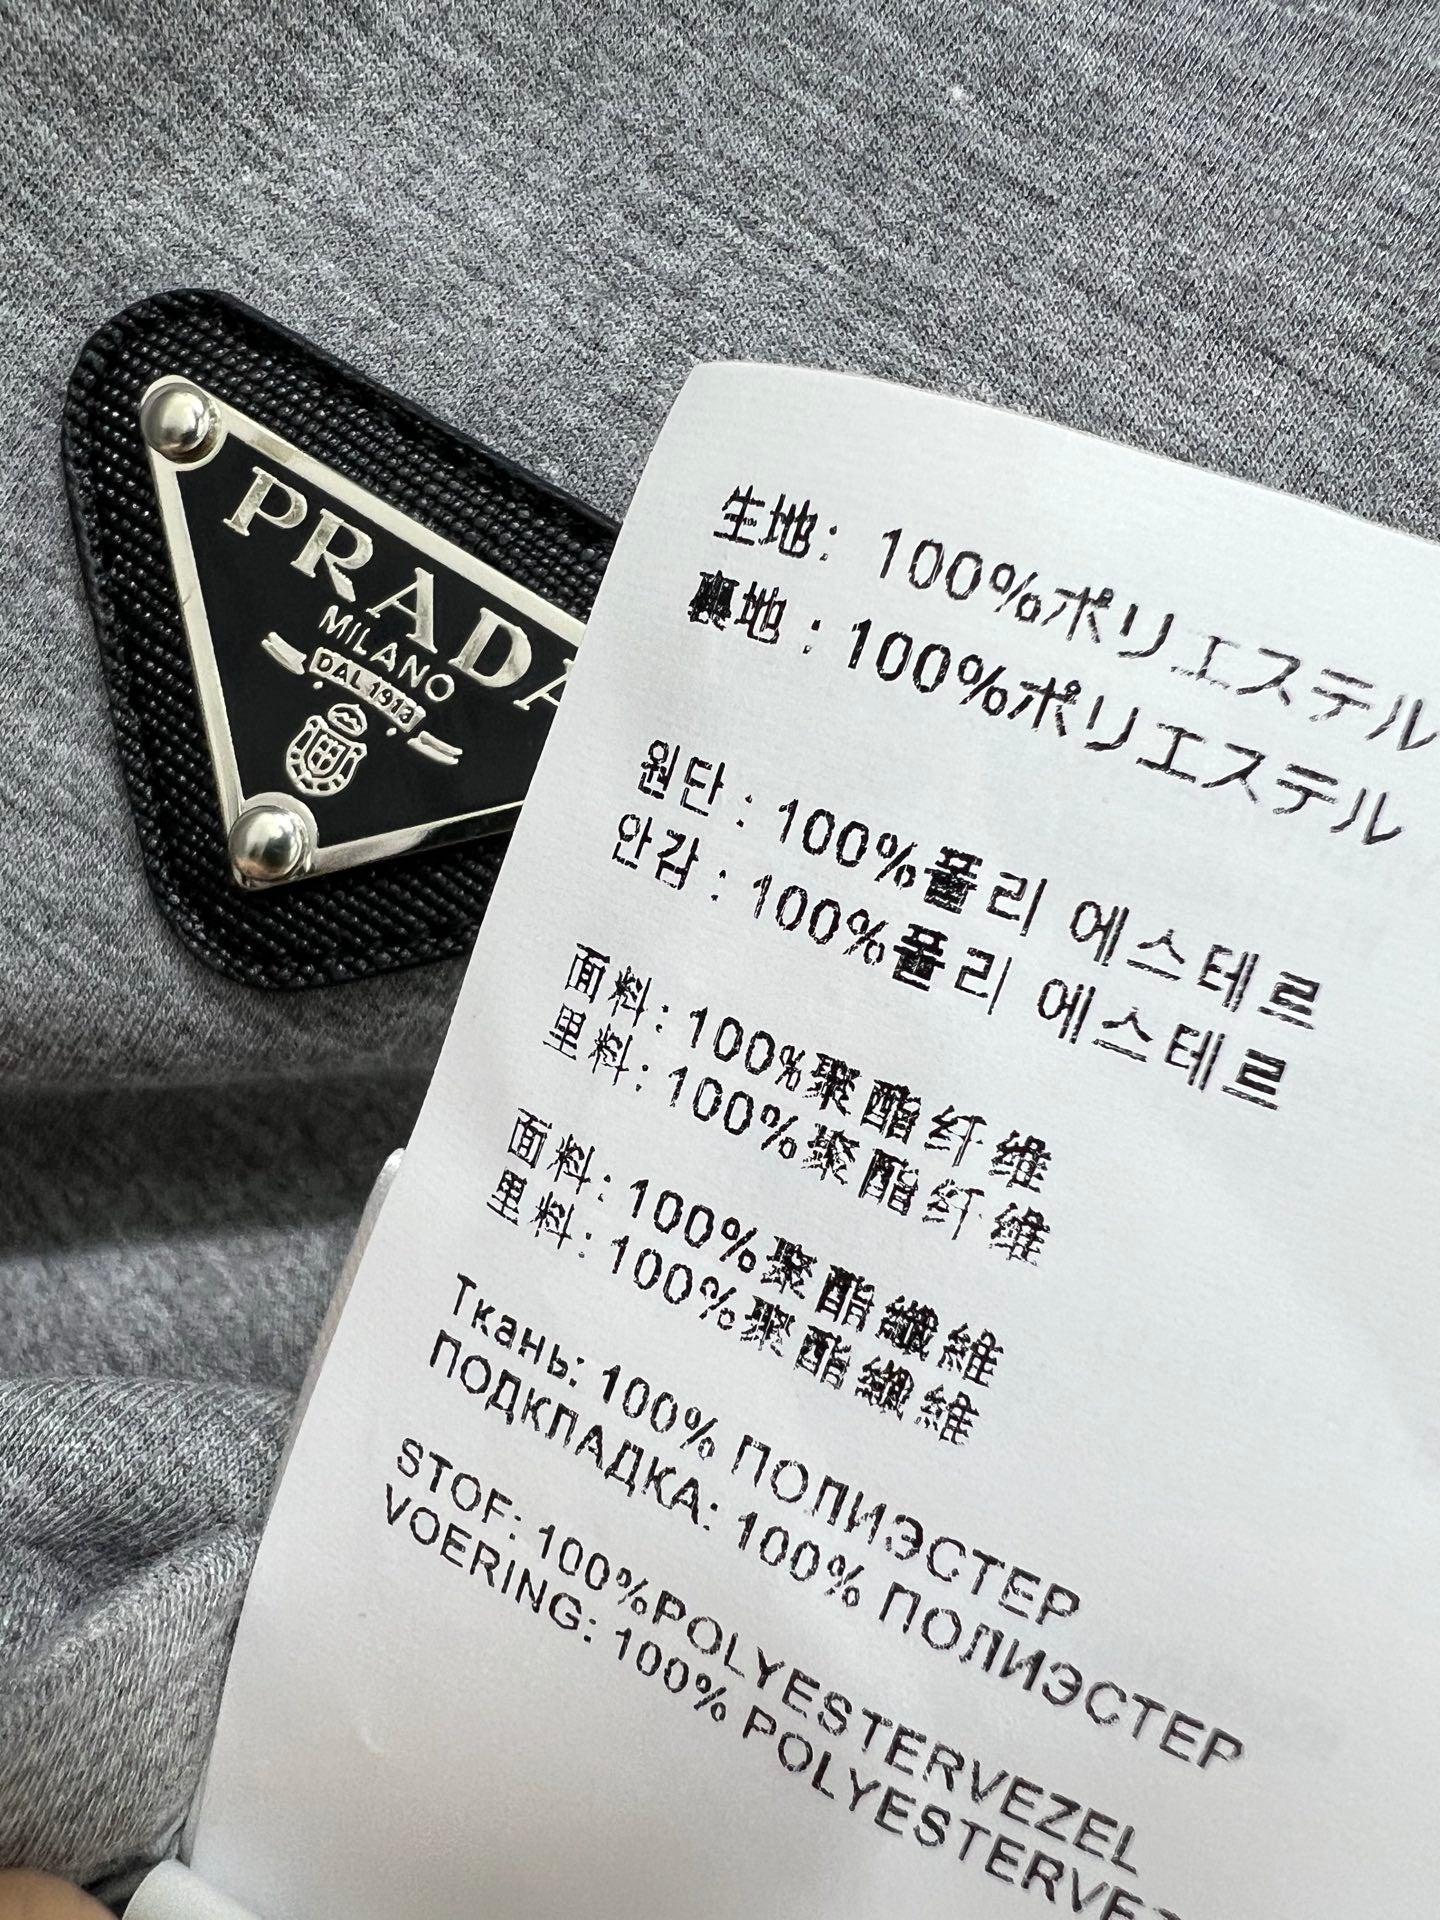 PRADA
MILANO
DAL 1913
生地: 100%ポリエステル
裏地: 100%ポリエステル
원단: 100%폴리 에스테르
안감: 100%폴리 에스테르
面料: 100%聚酯纤维
里料: 100%聚酯纤维
面料: 100%聚酯纖維
里料: 100%聚酯纖維
Ткань: 100% ПОЛИЭСТЕР
ПОДКЛАДКА: 100% ПОЛИЭСТЕР
STOF: 100%POLYESTERVEZEL
VOERING: 100% POLYESTERVEZ